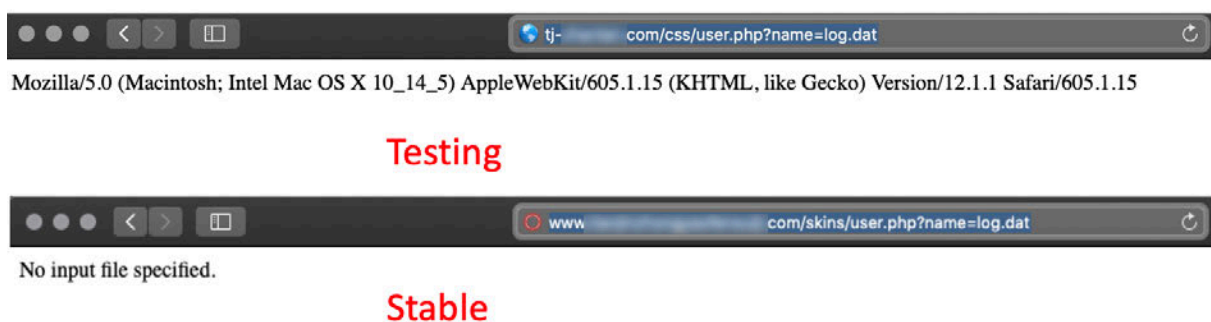 tj- com/css/user.php?name=log.dat
Mozilla/5.0 (Macintosh; Intel Mac OS X 10_14_5) AppleWebKit/605.1.15 (KHTML, like Gecko) Version/12.1.1 Safari/605.1.15
Testing
www com/skins/user.php?name=log.dat
No input file specified.
Stable